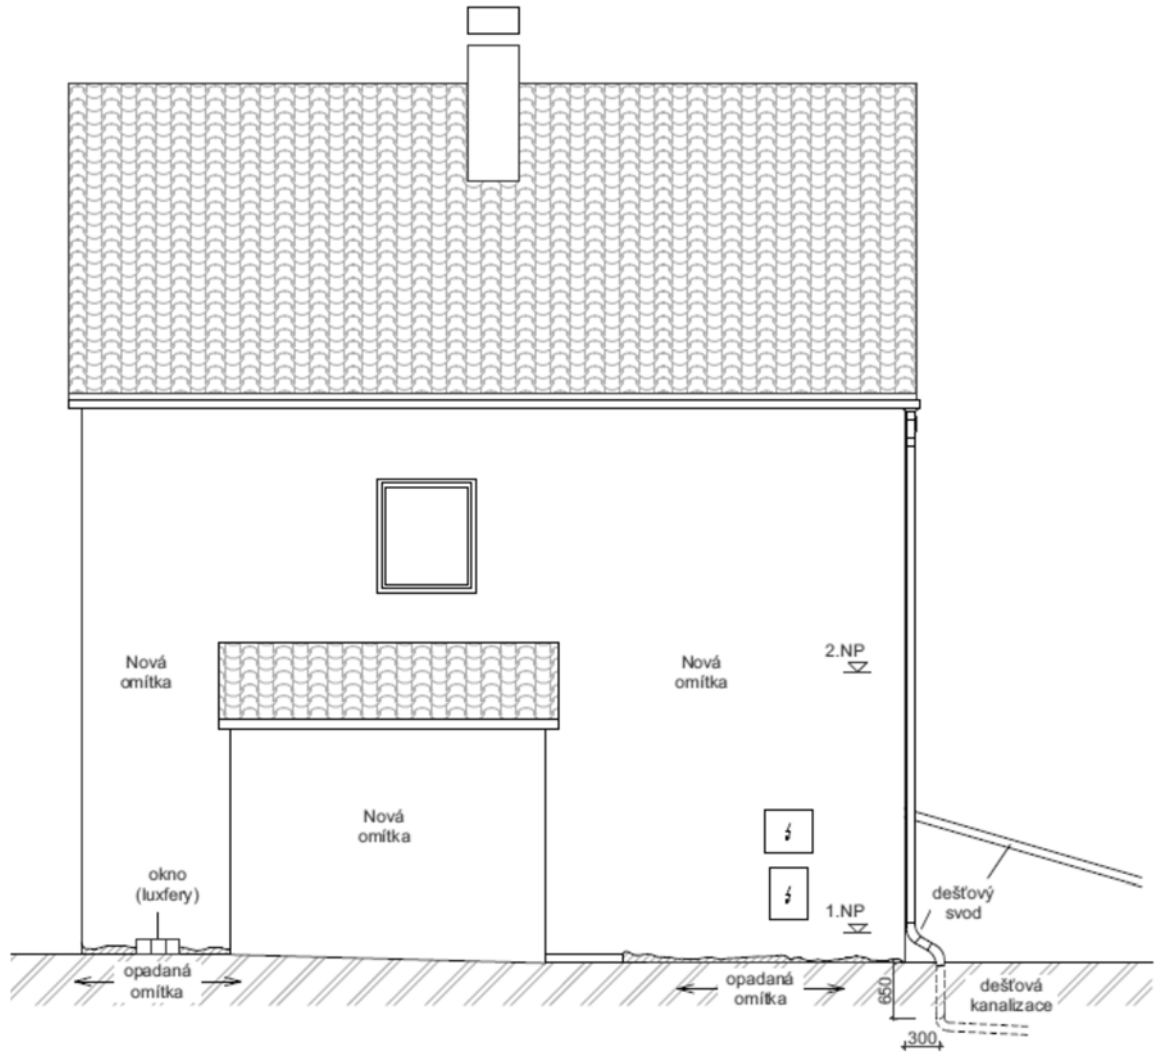 Nová
omítka
Nová
omítka
2.NP
Nová
omítka
okno
(luxfery)
1.NP
dešťový
svod
opadaná
omítka
opadaná
omítka
650
dešťová
kanalizace
300